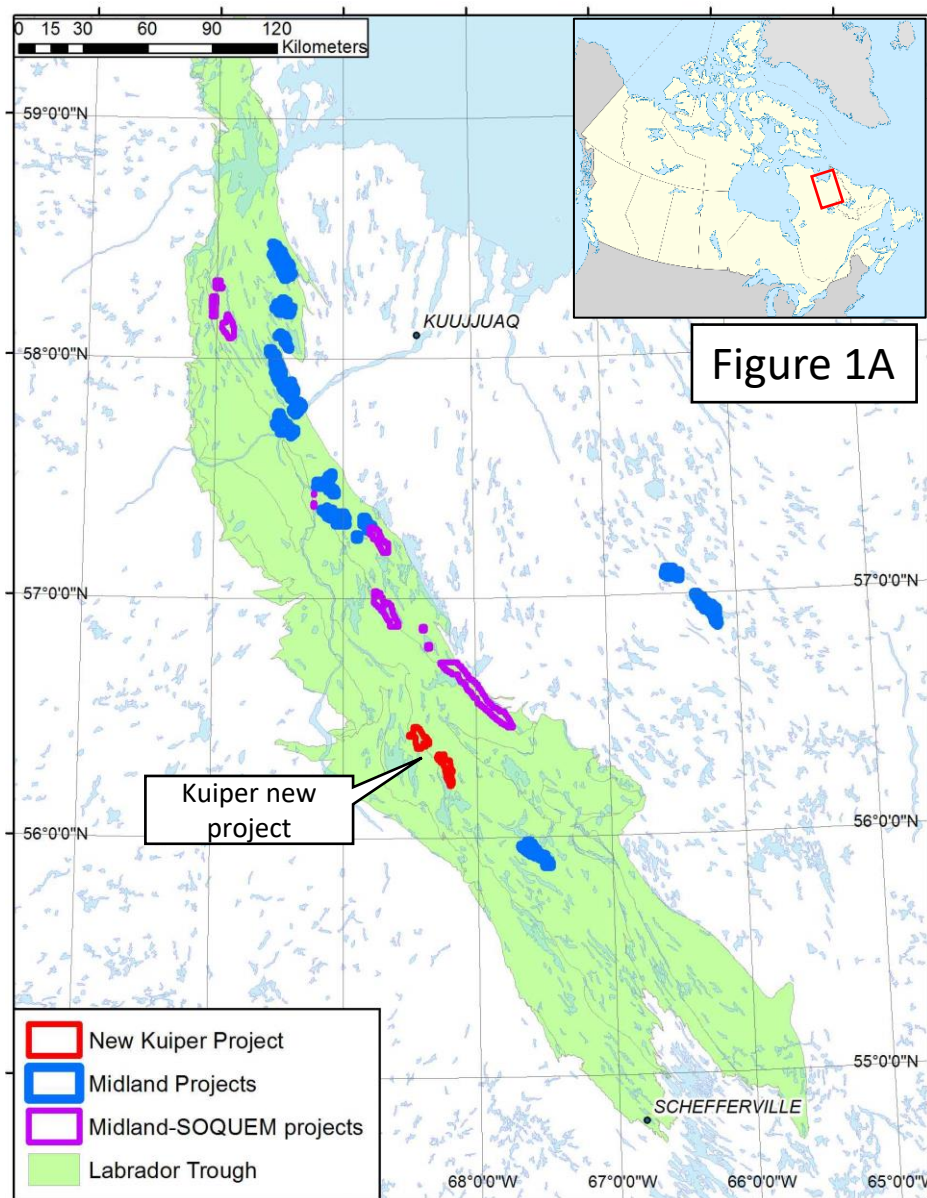 0 15 30 60 90 120
Kilometers
59°0'0"N
KUUJJUAQ
58°0'0"N
Figure 1A
57°0'0"N
57°0'0"N
Kuiper new
project
56°0'0"N
56°0'0"N
New Kuiper Project
Midland Projects
Midland-SOQUEM projects
Labrador Trough
55°0'0"N
SCHEFFERVILLE
68°0'0"W 67°0'0"W 66°0'0"W 65°0'0"W